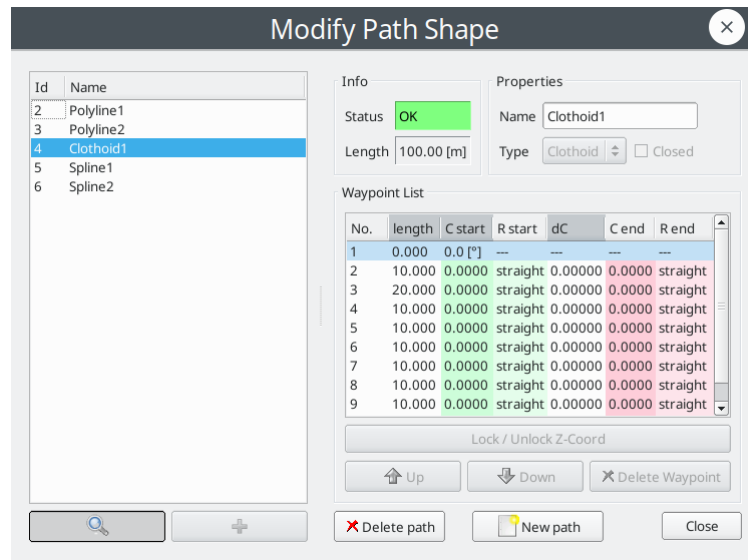 Modify Path Shape
Id Name
2 Polyline1
3 Polyline2
4 Clothoid1
5 Spline1
6 Spline2
Info
Status OK
Length 100.00 [m]
Properties
Name Clothoid1
Type Clothoid Closed
Waypoint List
No. length C start R start dC C end R end
1 0.000 0.0 [°] --- --- --- ---
2 10.000 0.0000 straight 0.00000 0.0000 straight
3 20.000 0.0000 straight 0.00000 0.0000 straight
4 10.000 0.0000 straight 0.00000 0.0000 straight
5 10.000 0.0000 straight 0.00000 0.0000 straight
6 10.000 0.0000 straight 0.00000 0.0000 straight
7 10.000 0.0000 straight 0.00000 0.0000 straight
8 10.000 0.0000 straight 0.00000 0.0000 straight
9 10.000 0.0000 straight 0.00000 0.0000 straight
Lock / Unlock Z-Coord
Up Down Delete Waypoint
Delete path New path Close